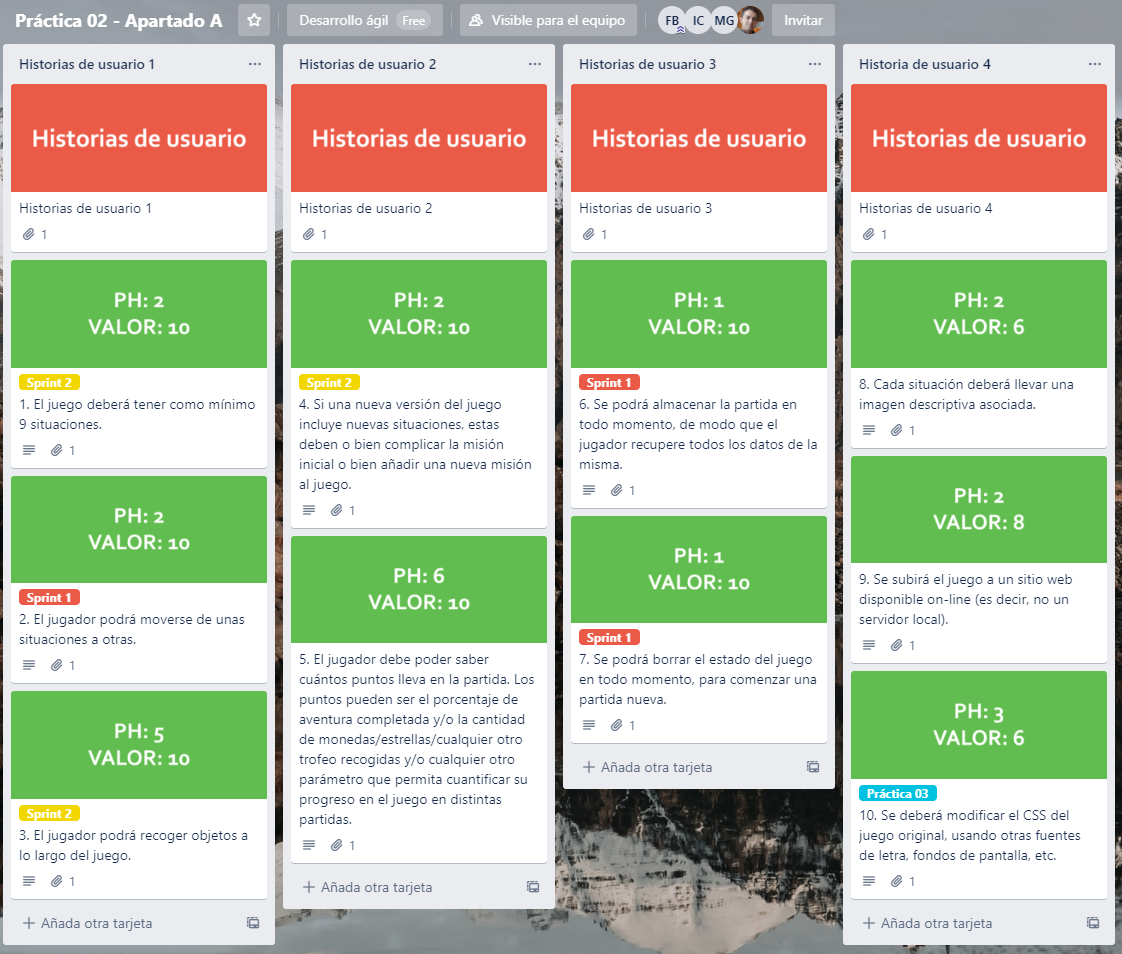 Práctica 02 - Apartado A
Desarrollo ágil Free
Visible para el equipo
FB IC MG
Invitar
Historias de usuario 1
Historias de usuario
Historias de usuario 1
1
PH: 2
VALOR: 10
Sprint 2
1. El juego deberá tener como mínimo
9 situaciones.
1
PH: 2
VALOR: 10
Sprint 1
2. El jugador podrá moverse de unas
situaciones a otras.
1
PH: 5
VALOR: 10
Sprint 2
3. El jugador podrá recoger objetos a
lo largo del juego.
1
+ Añada otra tarjeta
Historias de usuario 2
Historias de usuario
Historias de usuario 2
1
PH: 2
VALOR: 10
Sprint 2
4. Si una nueva versión del juego
incluye nuevas situaciones, estas
deben o bien complicar la misión
inicial o bien añadir una nueva misión
al juego.
1
PH: 6
VALOR: 10
5. El jugador debe poder saber
cuántos puntos lleva en la partida. Los
puntos pueden ser el porcentaje de
aventura completada y/o la cantidad
de monedas/estrellas/cualquier otro
trofeo recogidas y/o cualquier otro
parámetro que permita cuantificar su
progreso en el juego en distintas
partidas.
1
+ Añada otra tarjeta
Historias de usuario 3
Historias de usuario
Historias de usuario 3
1
PH: 1
VALOR: 10
Sprint 1
6. Se podrá almacenar la partida en
todo momento, de modo que el
jugador recupere todos los datos de la
misma.
1
PH: 1
VALOR: 10
Sprint 1
7. Se podrá borrar el estado del juego
en todo momento, para comenzar una
partida nueva.
1
+ Añada otra tarjeta
Historia de usuario 4
Historias de usuario
Historias de usuario 4
1
PH: 2
VALOR: 6
8. Cada situación deberá llevar una
imagen descriptiva asociada.
1
PH: 2
VALOR: 8
9. Se subirá el juego a un sitio web
disponible on-line (es decir, no un
servidor local).
1
PH: 3
VALOR: 6
Práctica 03
10. Se deberá modificar el CSS del
juego original, usando otras fuentes
de letra, fondos de pantalla, etc.
1
+ Añada otra tarjeta